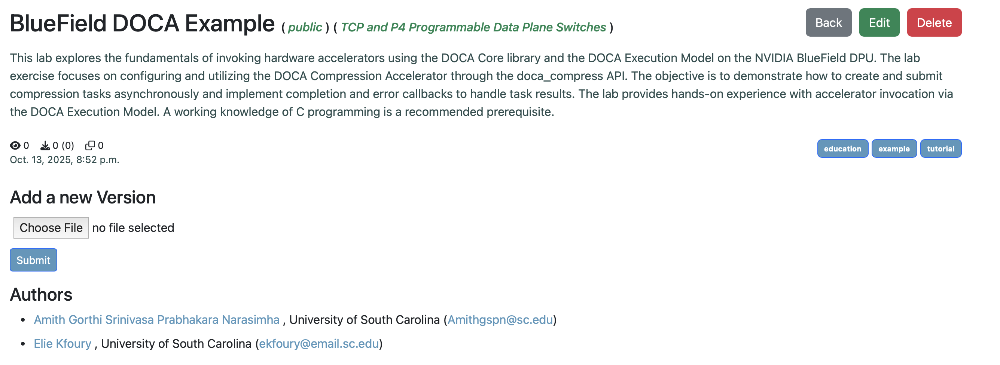 BlueField DOCA Example ( public ) ( TCP and P4 Programmable Data Plane Switches )
Back Edit Delete
This lab explores the fundamentals of invoking hardware accelerators using the DOCA Core library and the DOCA Execution Model on the NVIDIA BlueField DPU. The lab
exercise focuses on configuring and utilizing the DOCA Compression Accelerator through the doca_compress API. The objective is to demonstrate how to create and submit
compression tasks asynchronously and implement completion and error callbacks to handle task results. The lab provides hands-on experience with accelerator invocation via
the DOCA Execution Model. A working knowledge of C programming is a recommended prerequisite.
0 0 (0) 0
Oct. 13, 2025, 8:52 p.m.
education example tutorial
Add a new Version
Choose File no file selected
Submit
Authors
• Amith Gorthi Srinivasa Prabhakara Narasimha , University of South Carolina (Amithgspn@sc.edu)
• Elie Kfoury , University of South Carolina (ekfoury@email.sc.edu)